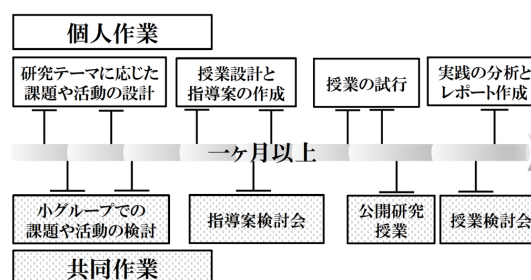 個人作業
研究テーマに応じた
課題や活動の設計
授業設計と
指導案の作成
授業の試行
実践の分析と
レポート作成
一ヶ月以上
小グループでの
課題や活動の検討
指導案検討会
公開研究
授業
授業検討会
共同作業